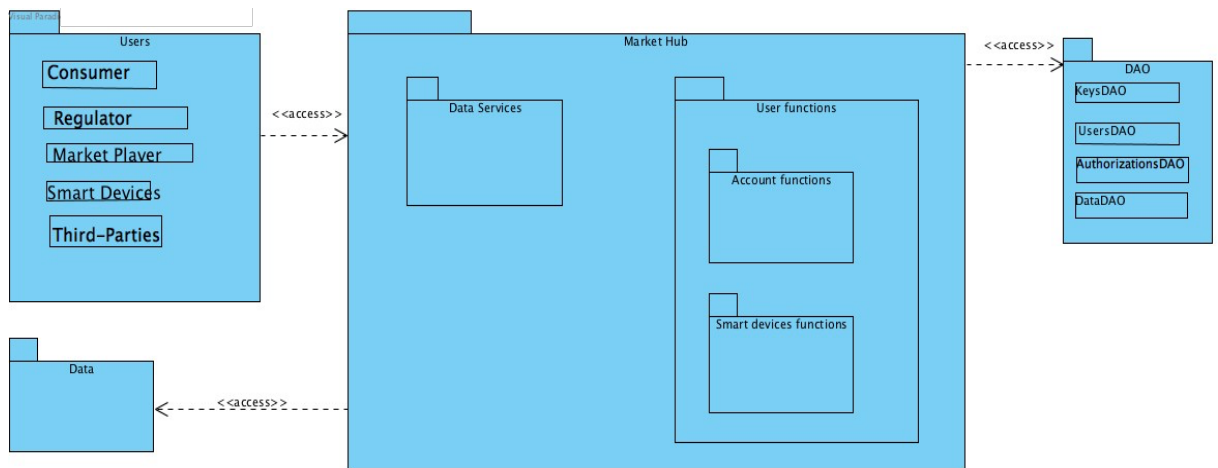 Visual Parad
Users
Consumer
Regulator
Market Player
Smart Devices
Third-Parties
<<access>>
Market Hub
Data Services
User functions
Account functions
Smart devices functions
<<access>>
DAO
KeysDAO
UsersDAO
AuthorizationsDAO
DataDAO
Data
<<access>>